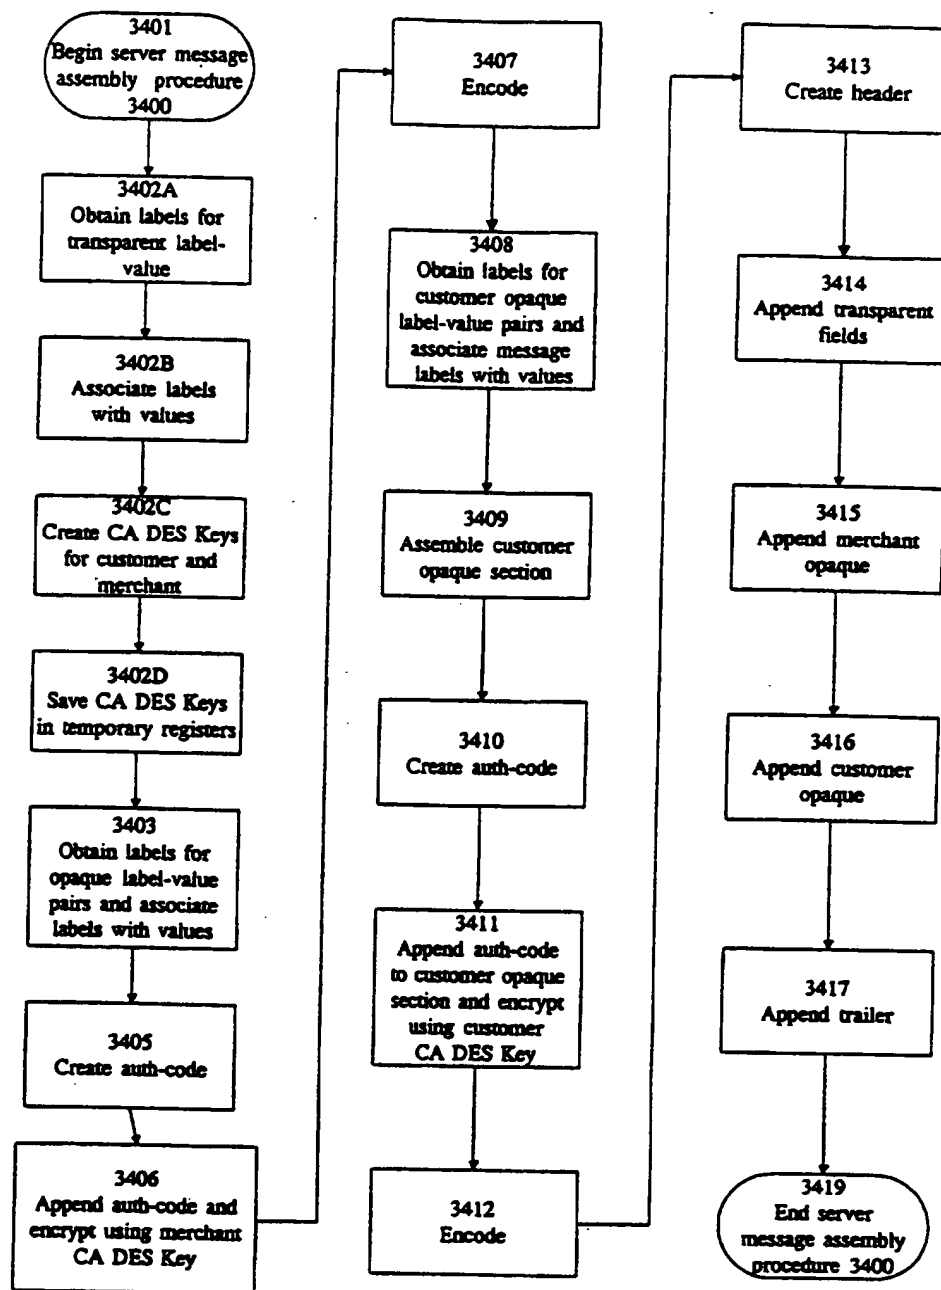 3401
Begin server message
assembly procedure
3400
3402A
Obtain labels for
transparent label-
value
3402B
Associate labels
with values
3402C
Create CA DES Keys
for customer and
merchant
3402D
Save CA DES Keys
in temporary registers
3403
Obtain labels for
opaque label-value
pairs and associate
labels with values
3405
Create auth-code
3406
Append auth-code and
encrypt using merchant
CA DES Key
3407
Encode
3408
Obtain labels for
customer opaque
label-value pairs and
associate message
labels with values
3409
Assemble customer
opaque section
3410
Create auth-code
3411
Append auth-code
to customer opaque
section and encrypt
using customer
CA DES Key
3412
Encode
3413
Create header
3414
Append transparent
fields
3415
Append merchant
opaque
3416
Append customer
opaque
3417
Append trailer
3419
End server
message assembly
procedure 3400